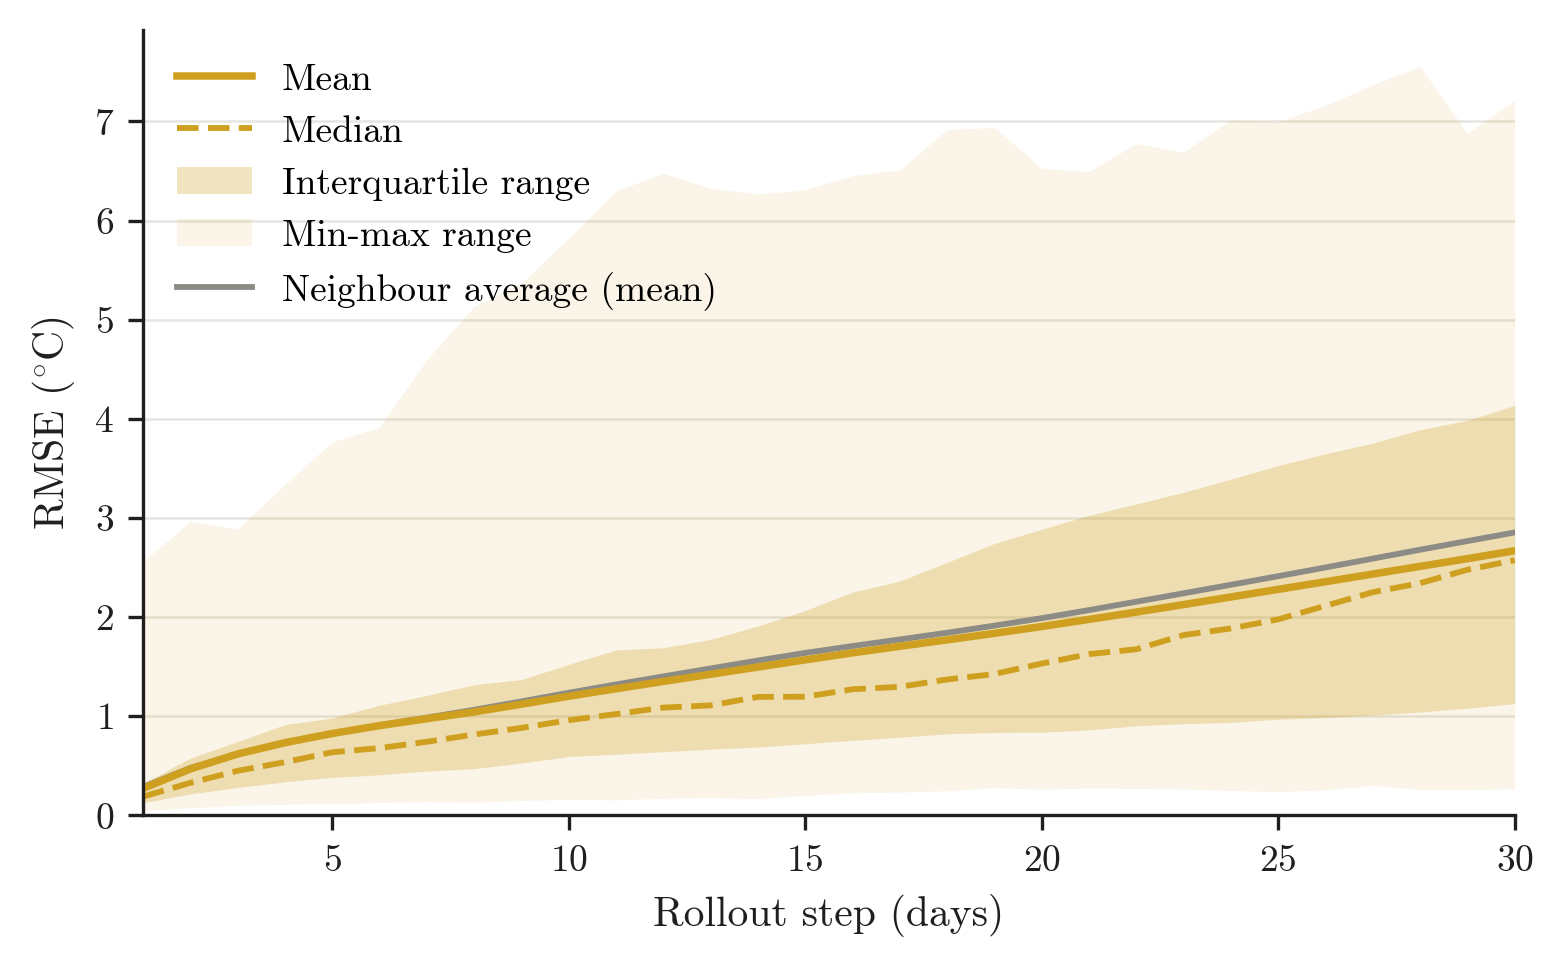 Mean
Median
Interquartile range
Min-max range
Neighbour average (mean)
RMSE (°C)
7
6
5
4
3
2
1
0
5 10 15 20 25 30
Rollout step (days)